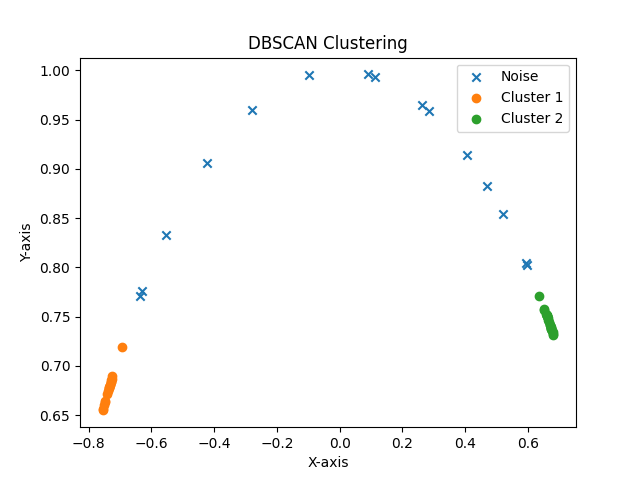 DBSCAN Clustering
Noise
Cluster 1
Cluster 2
1.00
0.95
0.90
0.85
0.80
0.75
0.70
0.65
Y-axis
−0.8 −0.6 −0.4 −0.2 0.0 0.2 0.4 0.6
X-axis